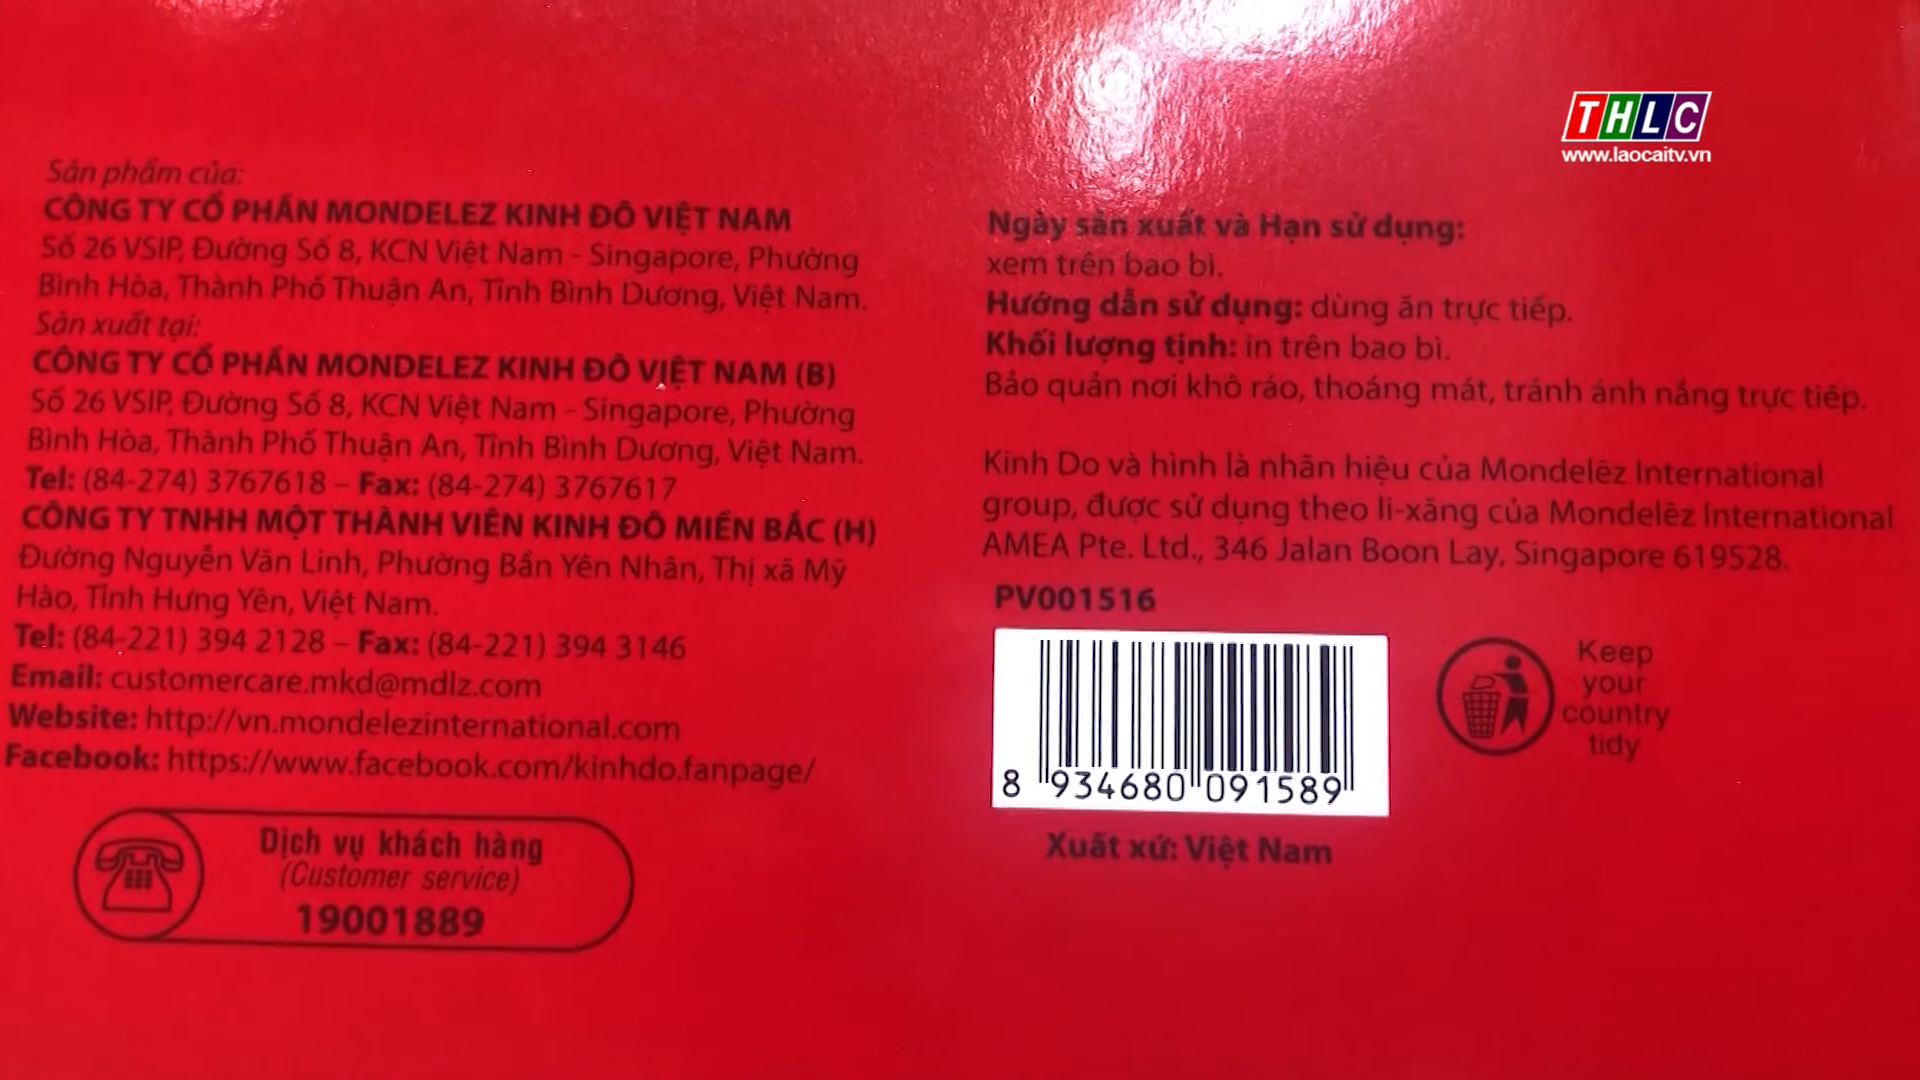 THLC
www.laocaitv.vn
Sản phẩm của:
CÔNG TY CỔ PHẦN MONDELEZ KINH ĐÔ VIỆT NAM
Số 26 VSIP, Đường Số 8, KCN Việt Nam - Singapore, Phường
Bình Hòa, Thành Phố Thuận An, Tỉnh Bình Dương, Việt Nam.
Sản xuất tại:
CÔNG TY CỔ PHẦN MONDELEZ KINH ĐÔ VIỆT NAM (B)
Số 26 VSIP, Đường Số 8, KCN Việt Nam - Singapore, Phường
Bình Hòa, Thành Phố Thuận An, Tỉnh Bình Dương, Việt Nam.
Tel: (84-274) 3767618 – Fax: (84-274) 3767617
CÔNG TY TNHH MỘT THÀNH VIÊN KINH ĐÔ MIỀN BẮC (H)
Đường Nguyễn Văn Linh, Phường Bần Yên Nhân, Thị xã Mỹ
Hào, Tỉnh Hưng Yên, Việt Nam.
Tel: (84-221) 394 2128 – Fax: (84-221) 394 3146
Email: customercare.mkd@mdlz.com
Website: http://vn.mondelezinternational.com
Facebook: https://www.facebook.com/kinhdo.fanpage/
Dịch vụ khách hàng
(Customer service)
19001889
Ngày sản xuất và Hạn sử dụng:
xem trên bao bì.
Hướng dẫn sử dụng: dùng ăn trực tiếp.
Khối lượng tịnh: in trên bao bì.
Bảo quản nơi khô ráo, thoáng mát, tránh ánh nắng trực tiếp.
Kinh Do và hình là nhãn hiệu của Mondelēz International
group, được sử dụng theo li-xăng của Mondelēz International
AMEA Pte. Ltd., 346 Jalan Boon Lay, Singapore 619528.
PV001516
8 934680 091589
Xuất xứ: Việt Nam
Keep
your
country
tidy